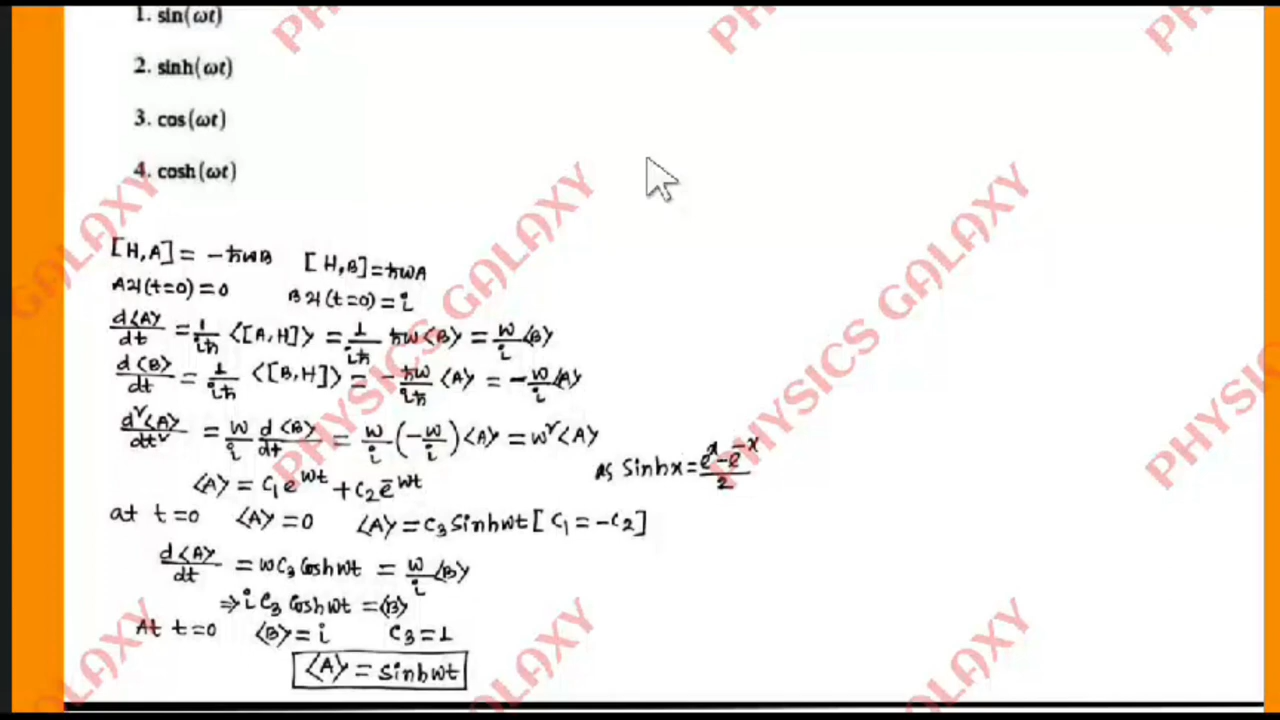 1. sin(ωt)
2. sinh(ωt)
3. cos(ωt)
4. cosh(ωt)
[H,A] = -ħωB [H,B] = ħωA
Aψ(t=0) = 0 Bψ(t=0) = i
d⟨A⟩/dt = 1/iħ ⟨[A,H]⟩ = 1/iħ ħω⟨B⟩ = ω/i ⟨B⟩
d⟨B⟩/dt = 1/iħ ⟨[B,H]⟩ = -ħω/iħ ⟨A⟩ = -ω/i ⟨A⟩
d²⟨A⟩/dt² = ω/i d⟨B⟩/dt = ω/i (-ω/i)⟨A⟩ = ω²⟨A⟩
as Sinhx = (e^x - e^-x)/2
⟨A⟩ = C₁e^ωt + C₂e^-ωt
at t=0 ⟨A⟩ = 0 ⟨A⟩ = C₃ Sinhωt [C₁ = -C₂]
d⟨A⟩/dt = ωC₃ Coshωt = ω/i ⟨B⟩
⇒ iC₃ Coshωt = ⟨B⟩
At t=0 ⟨B⟩ = i C₃ = 1
⟨A⟩ = sinhωt
PHYSICS GALAXY
PHYSICS GALAXY